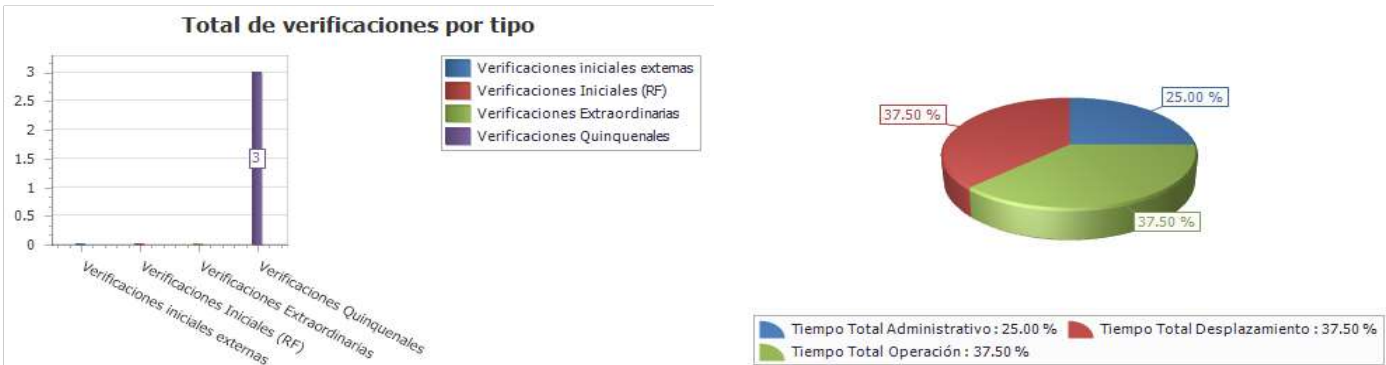 Total de verificaciones por tipo
3
2.5
2
1.5
1
0.5
0
3
Verificaciones iniciales externas
Verificaciones Iniciales (RF)
Verificaciones Extraordinarias
Verificaciones Quinquenales
Verificaciones iniciales externas
Verificaciones Iniciales (RF)
Verificaciones Extraordinarias
Verificaciones Quinquenales
25.00 %
37.50 %
37.50 %
Tiempo Total Administrativo : 25.00 % Tiempo Total Desplazamiento : 37.50 %
Tiempo Total Operación : 37.50 %